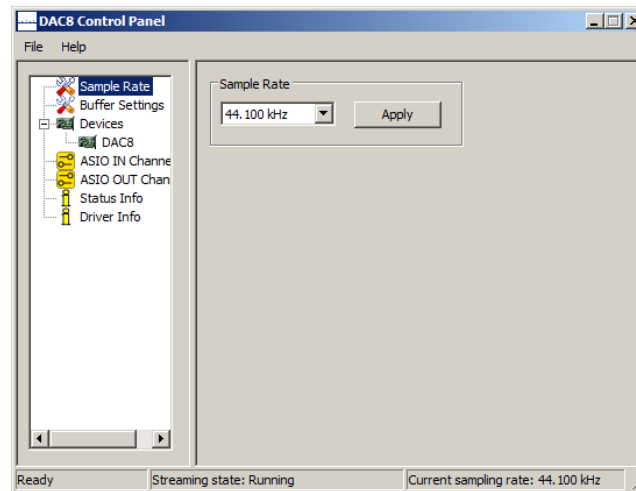 DAC8 Control Panel
File Help
Sample Rate
Buffer Settings
Devices
DAC8
ASIO IN Channe
ASIO OUT Chan
Status Info
Driver Info
Sample Rate
44.100 kHz Apply
Ready Streaming state: Running Current sampling rate: 44.100 kHz